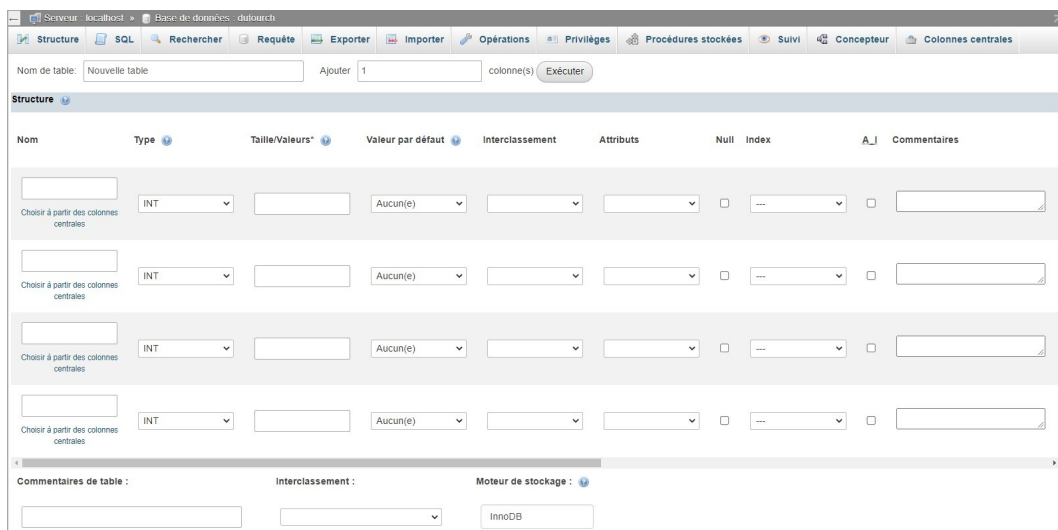 Serveur : localhost » Base de données : dutourch
Structure SQL Rechercher Requête Exporter Importer Opérations Privilèges Procédures stockées Suivi Concepteur Colonnes centrales
Nom de table: Nouvelle table Ajouter 1 colonne(s) Exécuter
Structure
Nom Type Taille/Valeurs* Valeur par défaut Interclassement Attributs Null Index A_I Commentaires
INT Aucun(e) ---
Choisir à partir des colonnes
centrales
INT Aucun(e) ---
Choisir à partir des colonnes
centrales
INT Aucun(e) ---
Choisir à partir des colonnes
centrales
INT Aucun(e) ---
Choisir à partir des colonnes
centrales
Commentaires de table : Interclassement : Moteur de stockage :
InnoDB